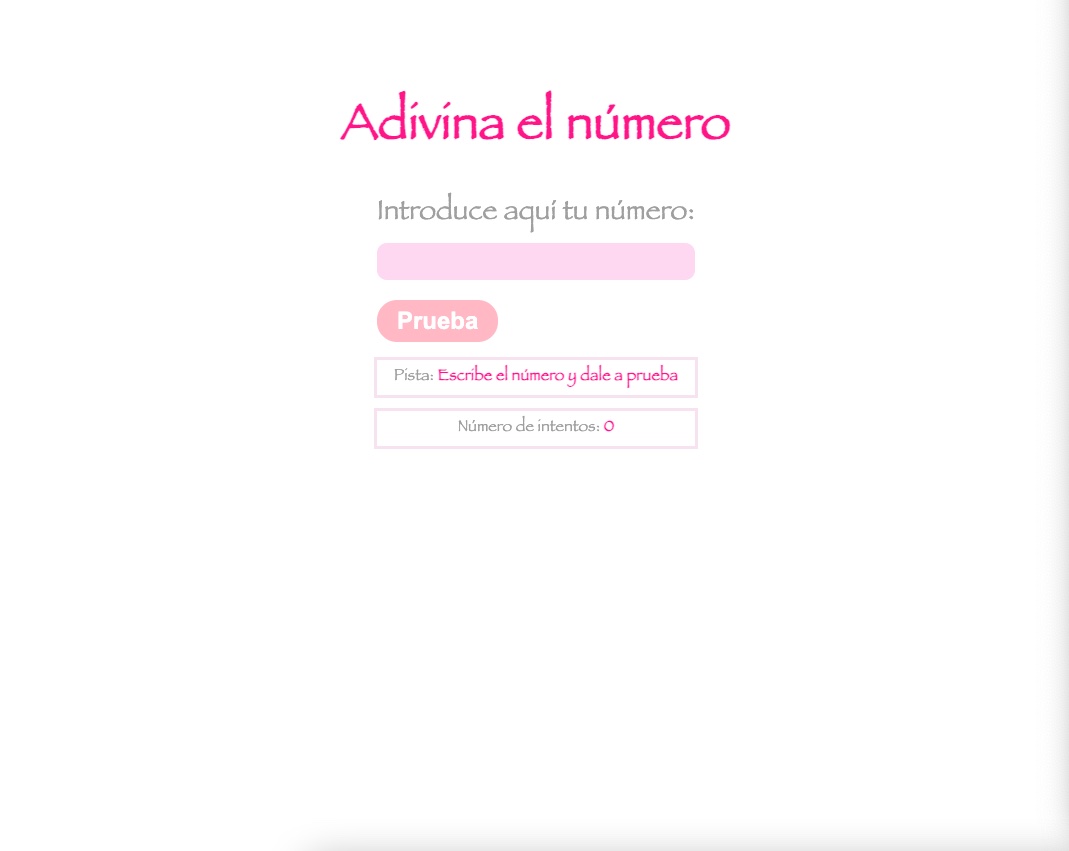 Adivina el número
Introduce aquí tu número:
Prueba
Pista: Escribe el número y dale a prueba
Número de intentos: 0